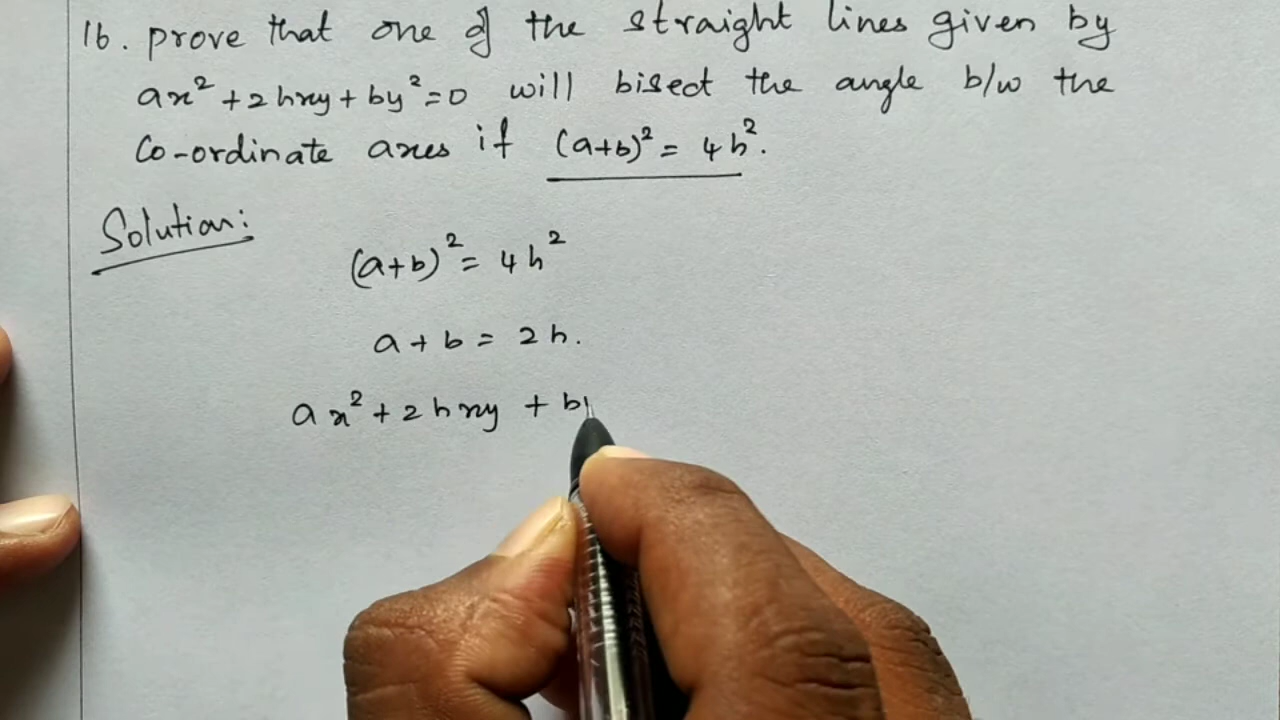 16. prove that one of the straight lines given by
ax²+2hxy+by²=0 will bisect the angle b/w the
Co-ordinate axes if (a+b)²= 4h².
Solution:
(a+b)²= 4h²
a+b= 2h.
ax²+2hxy + b